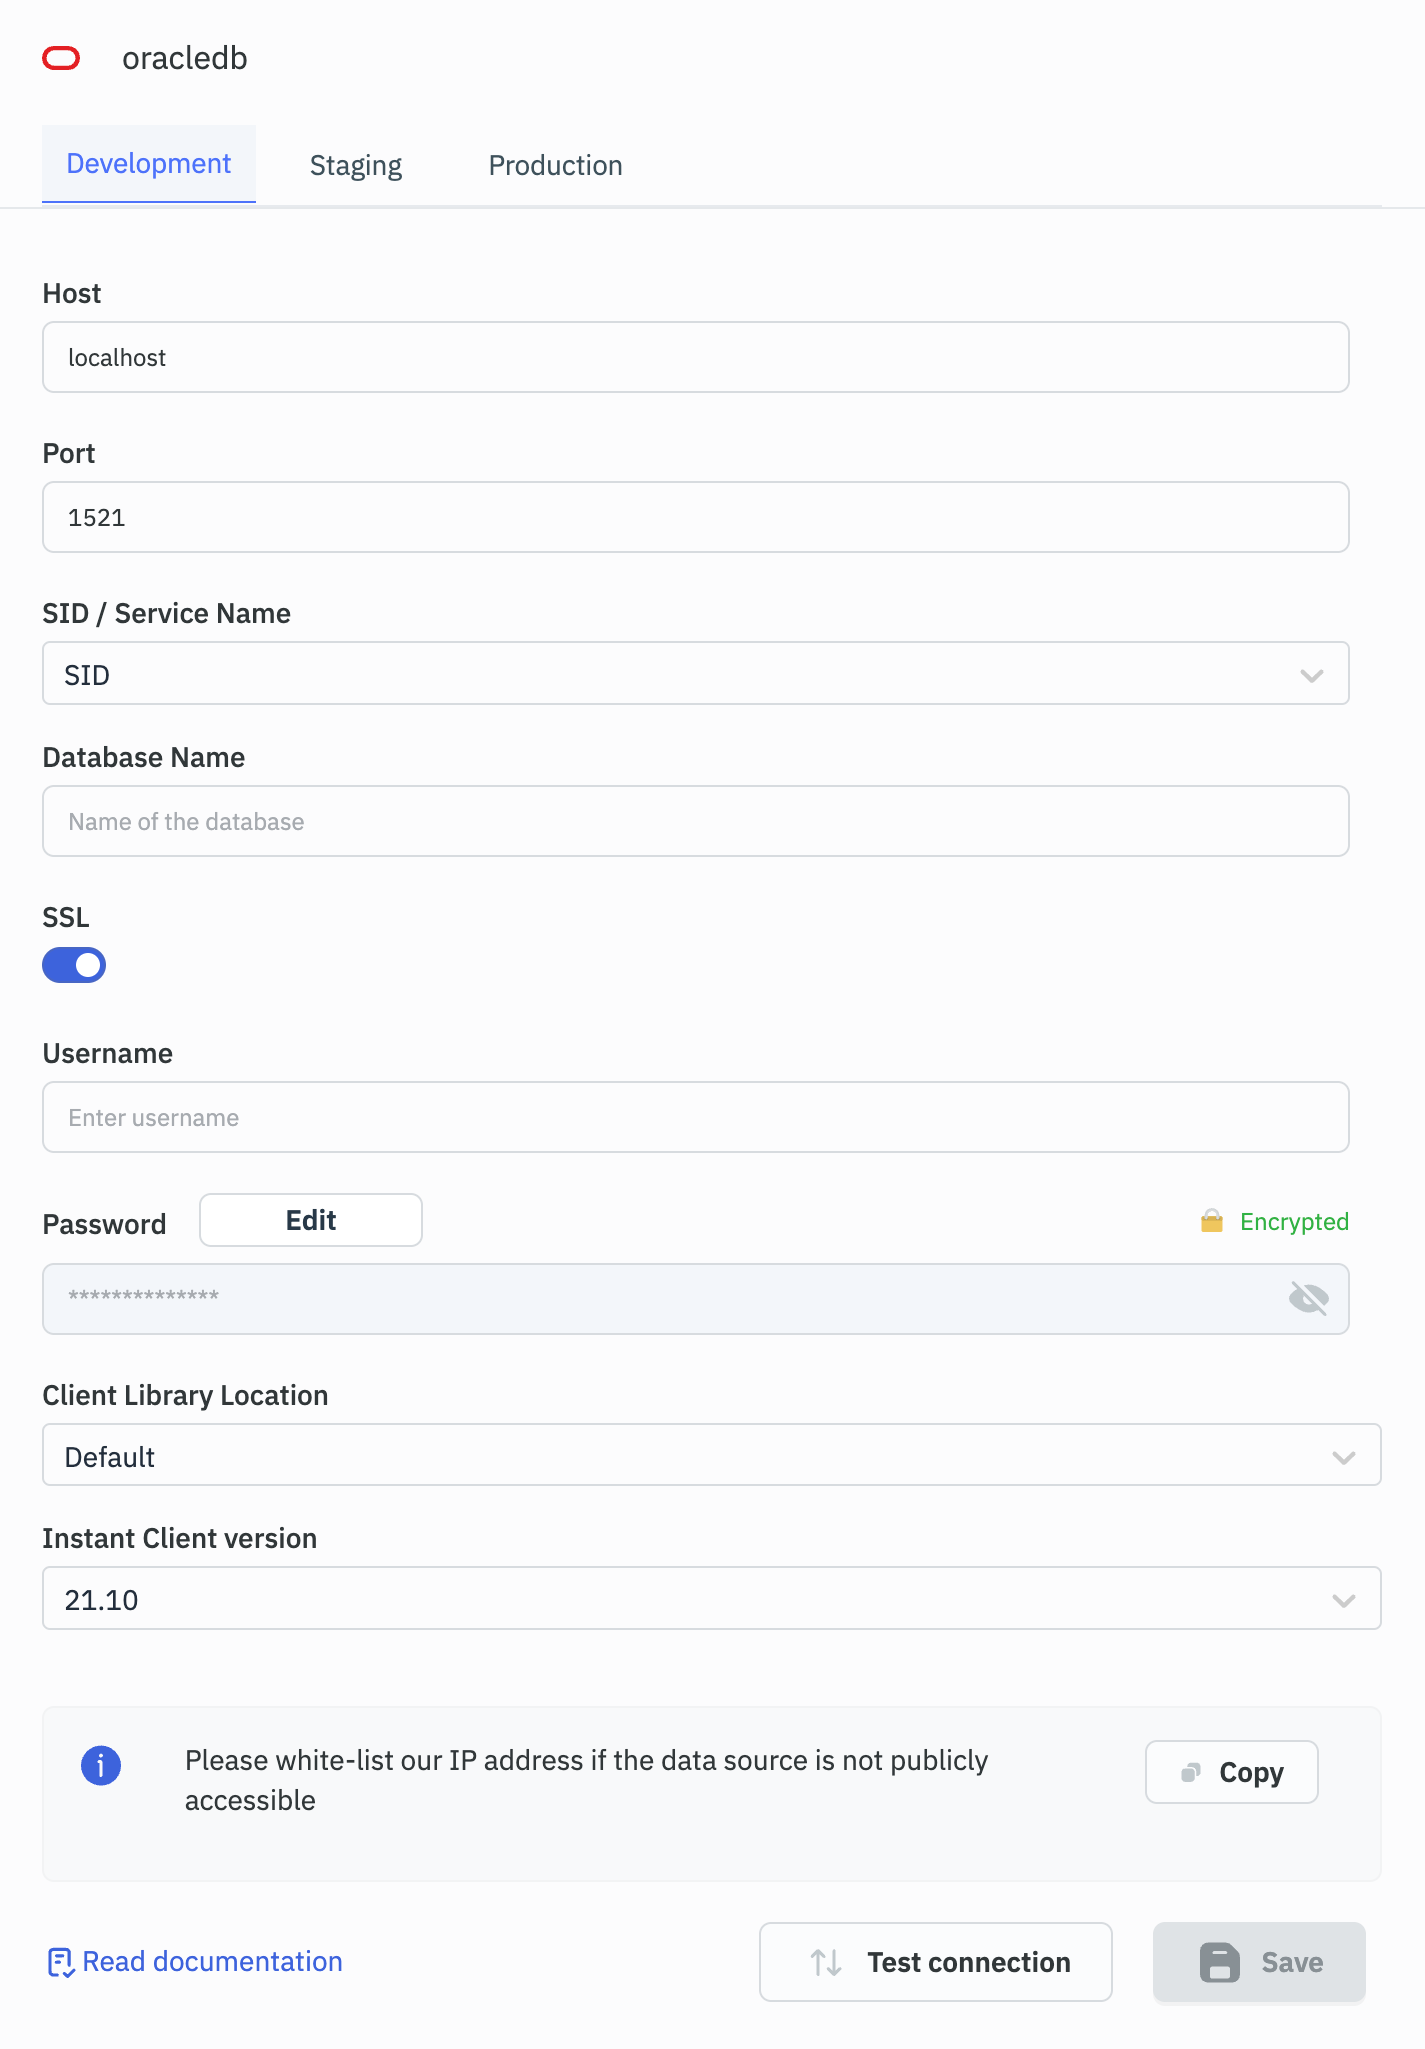 oracledb
Development
Staging
Production
Host
localhost
Port
1521
SID / Service Name
SID
Database Name
Name of the database
SSL
Username
Enter username
Password
Edit
Encrypted
**************
Client Library Location
Default
Instant Client version
21.10
Please white-list our IP address if the data source is not publicly
accessible
Copy
Read documentation
Test connection
Save